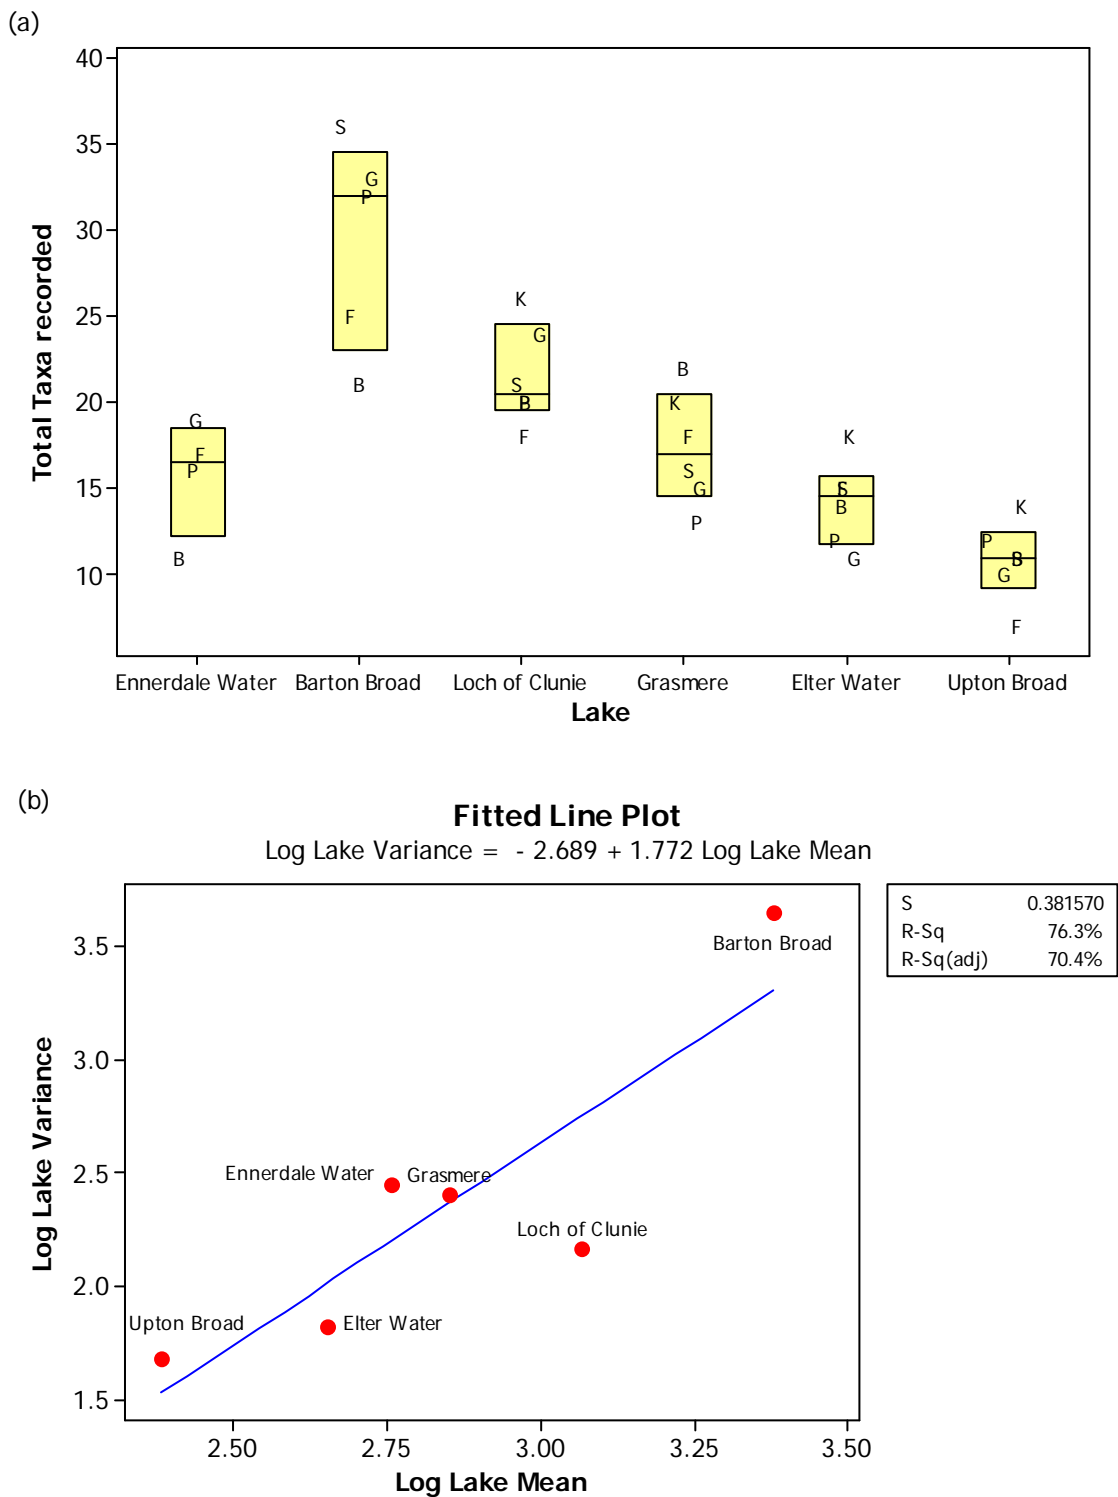 (a)
40
35
30
25
20
15
10
Total Taxa recorded
S
G
P
F
B
G
F
P
B
K
G
S
B
F
B
K
F
S
G
P
K
S
B
P
G
K
P
B
G
F
Ennerdale Water Barton Broad Loch of Clunie Grasmere Elter Water Upton Broad
Lake
(b)
Fitted Line Plot
Log Lake Variance = - 2.689 + 1.772 Log Lake Mean
S 0.381570
R-Sq 76.3%
R-Sq(adj) 70.4%
3.5
3.0
2.5
2.0
1.5
Log Lake Variance
Barton Broad
Ennerdale Water
Grasmere
Loch of Clunie
Upton Broad
Elter Water
2.50 2.75 3.00 3.25 3.50
Log Lake Mean